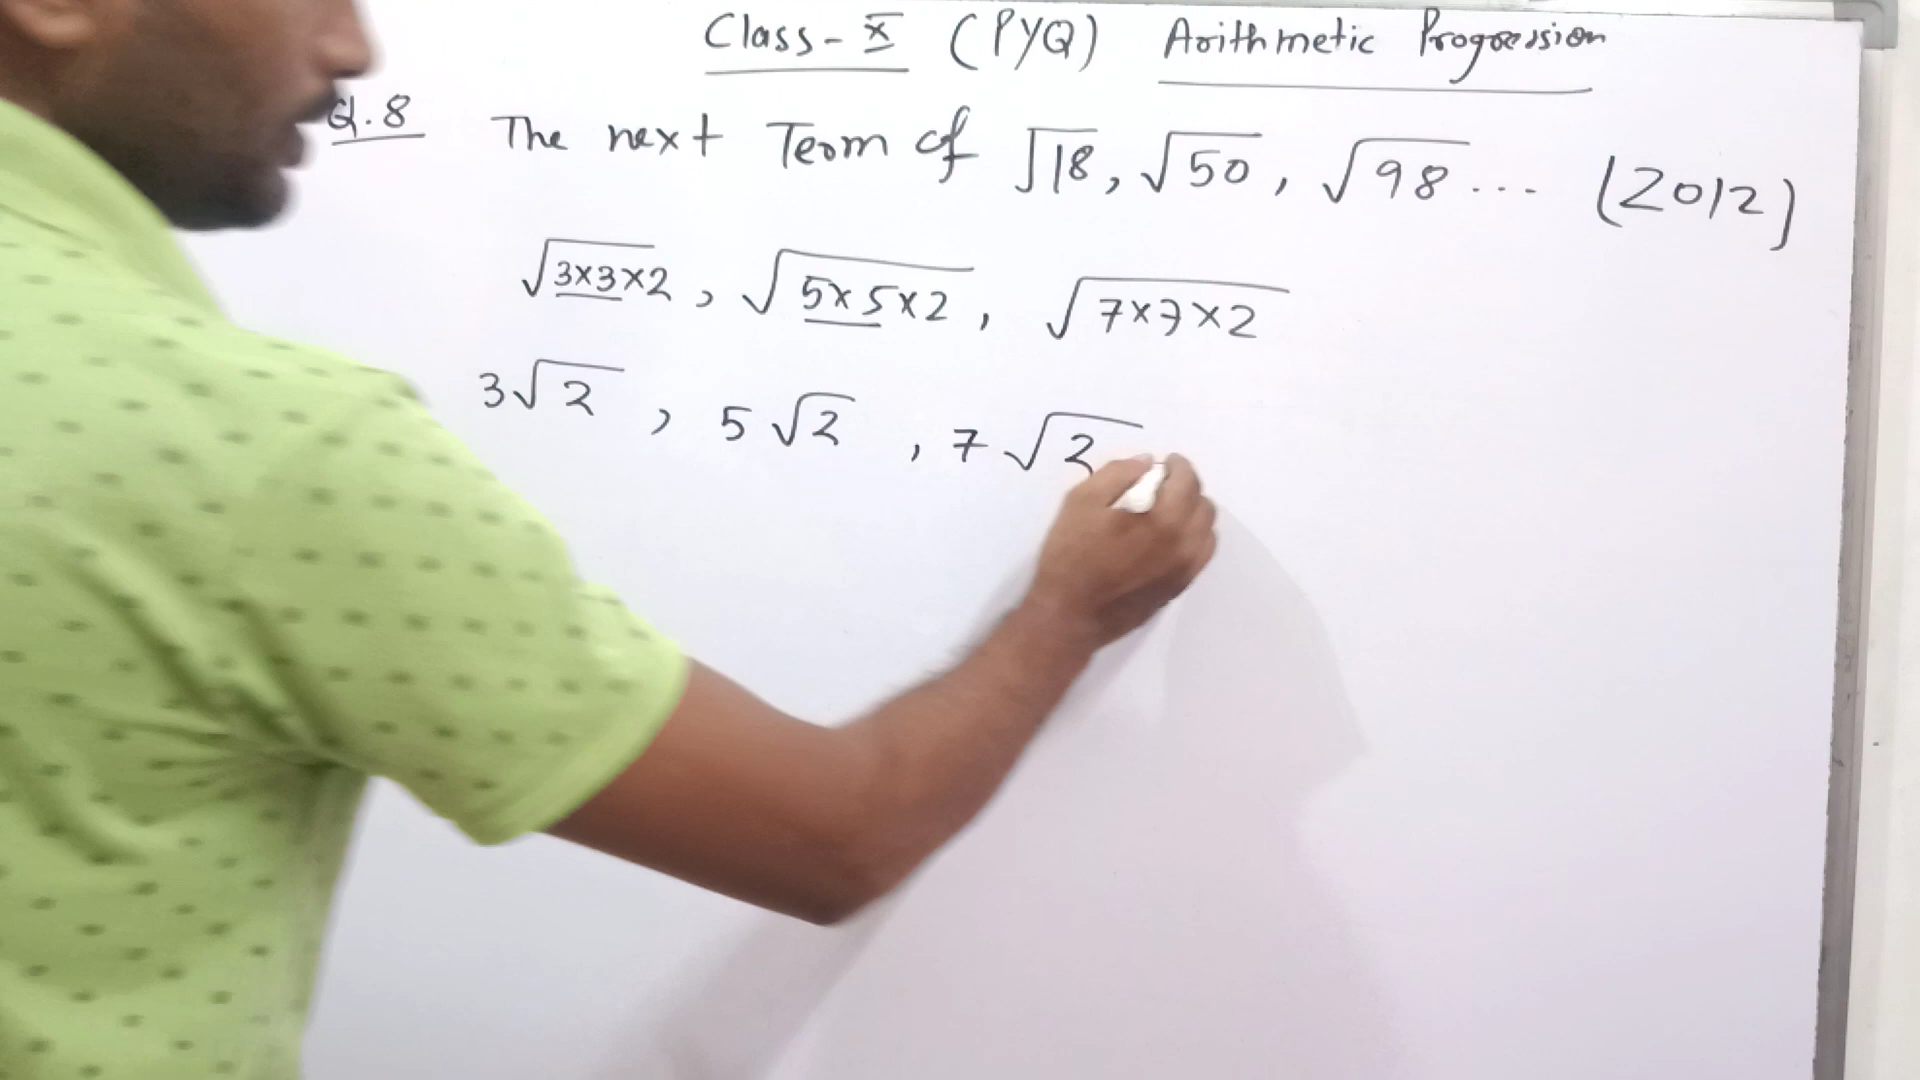 Class - X (PYQ) Arithmetic Progression
Q.8 The next Term of √18, √50, √98 ... (2012)
√3×3×2, √5×5×2, √7×7×2
3√2, 5√2, 7√2